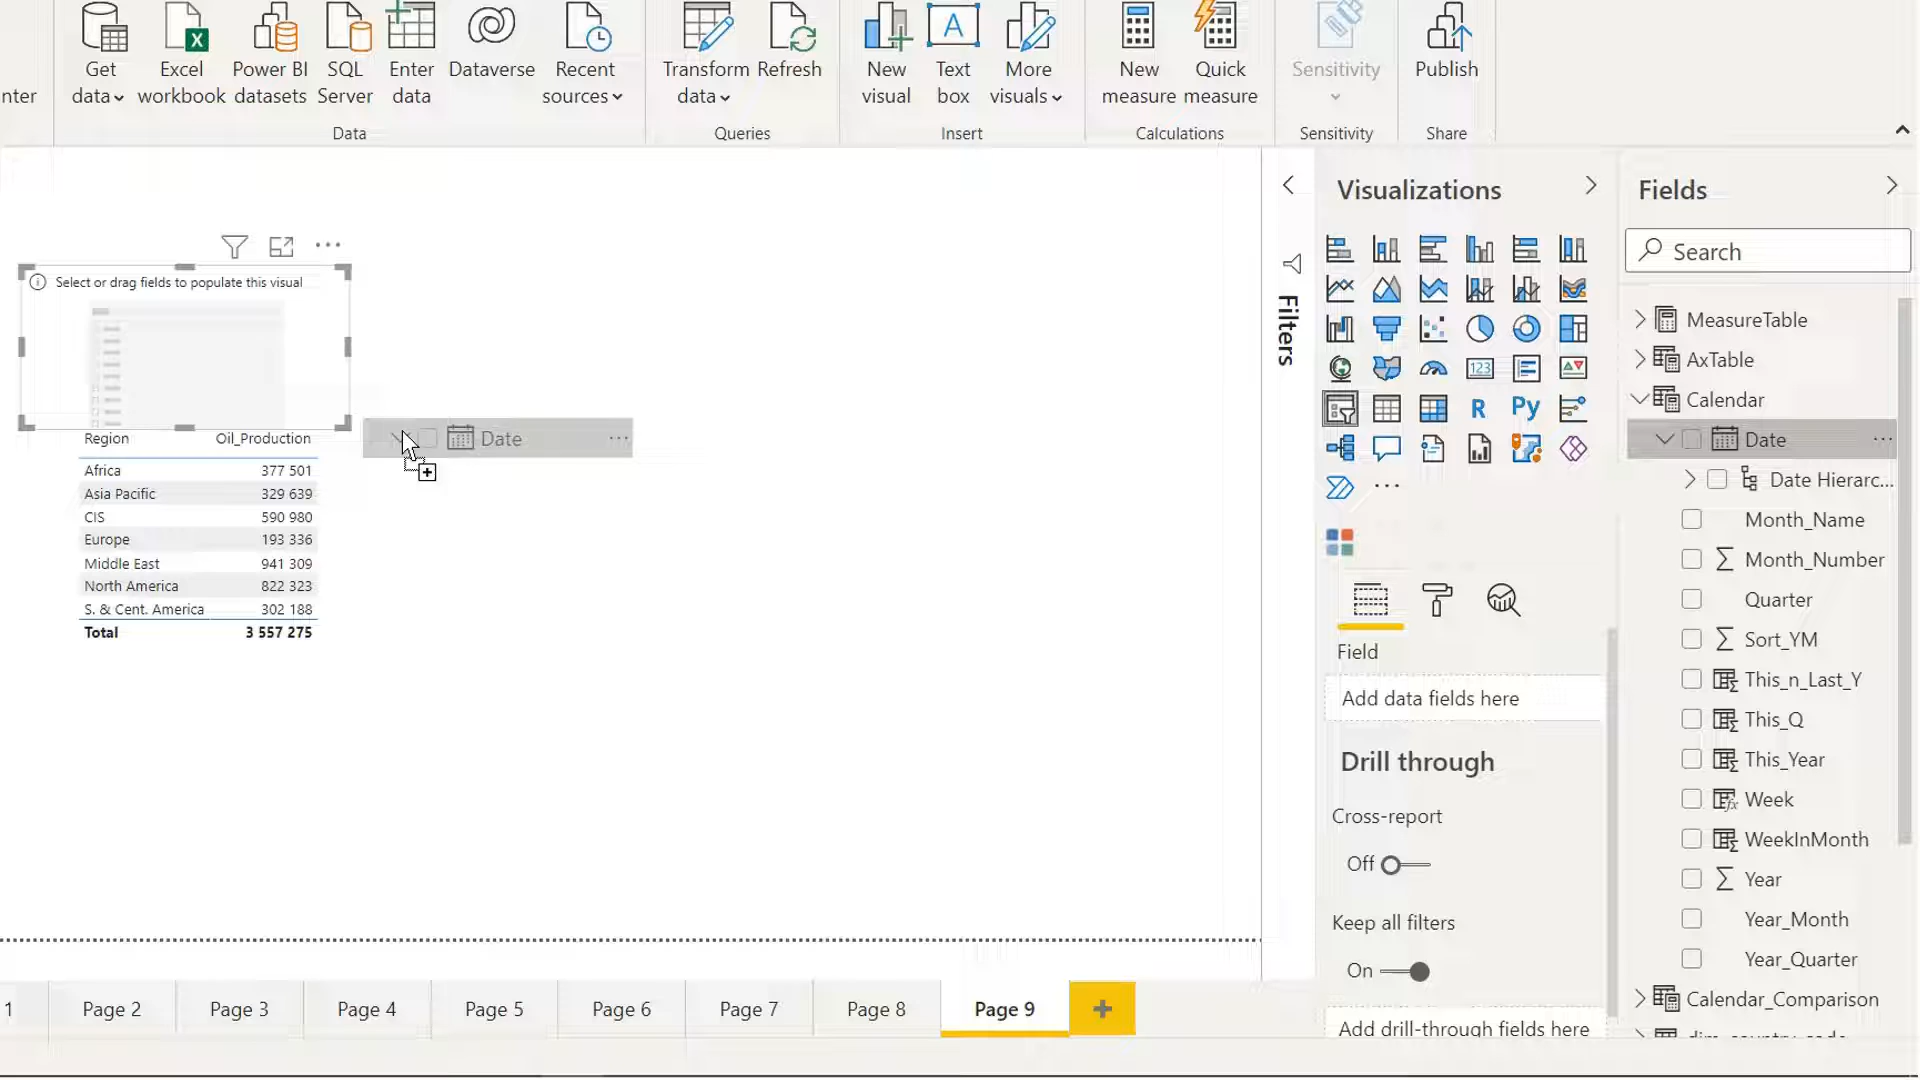 nter
Get data
Excel workbook
Power BI datasets
SQL Server
Enter data
Dataverse
Recent sources
Transform data
Refresh
New visual
Text box
More visuals
New measure
Quick measure
Sensitivity
Publish
Data
Queries
Insert
Calculations
Sensitivity
Share
Select or drag fields to populate this visual
Region Oil_Production
Africa 377 501
Asia Pacific 329 639
CIS 590 980
Europe 193 336
Middle East 941 309
North America 822 323
S. & Cent. America 302 188
Total 3 557 275
Date
Filters
Visualizations
123
R
Py
Field
Add data fields here
Drill through
Cross-report
Off
Keep all filters
On
Add drill-through fields here
Fields
Search
MeasureTable
AxTable
Calendar
Date
Date Hierarc...
Month_Name
Month_Number
Quarter
Sort_YM
This_n_Last_Y
This_Q
This_Year
Week
WeekInMonth
Year
Year_Month
Year_Quarter
Calendar_Comparison
1
Page 2
Page 3
Page 4
Page 5
Page 6
Page 7
Page 8
Page 9